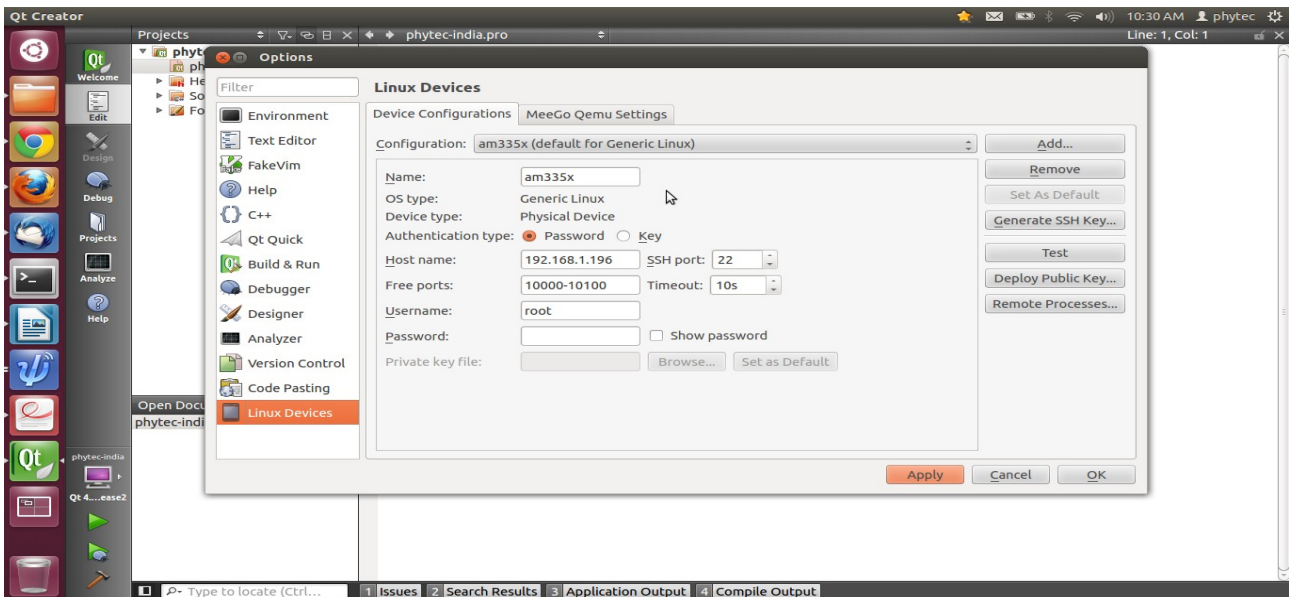 Qt Creator
10:30 AM phytec
Projects
phytec-india.pro
Line: 1, Col: 1
Qt
Welcome
Edit
Design
Debug
Projects
Analyze
Help
phyt
ph
He
So
Fo
Options
Filter
Environment
Text Editor
FakeVim
Help
C++
Qt Quick
Build & Run
Debugger
Designer
Analyzer
Version Control
Code Pasting
Linux Devices
Linux Devices
Device Configurations
MeeGo Qemu Settings
Configuration: am335x (default for Generic Linux)
Name: am335x
OS type: Generic Linux
Device type: Physical Device
Authentication type: Password Key
Host name: 192.168.1.196 SSH port: 22
Free ports: 10000-10100 Timeout: 10s
Username: root
Password: Show password
Private key file: Browse... Set as Default
Add...
Remove
Set As Default
Generate SSH Key...
Test
Deploy Public Key...
Remote Processes...
Apply
Cancel
OK
Open Docu
phytec-indi
Qt
phytec-india
Qt 4....ease2
Type to locate (Ctrl...
1 Issues 2 Search Results 3 Application Output 4 Compile Output